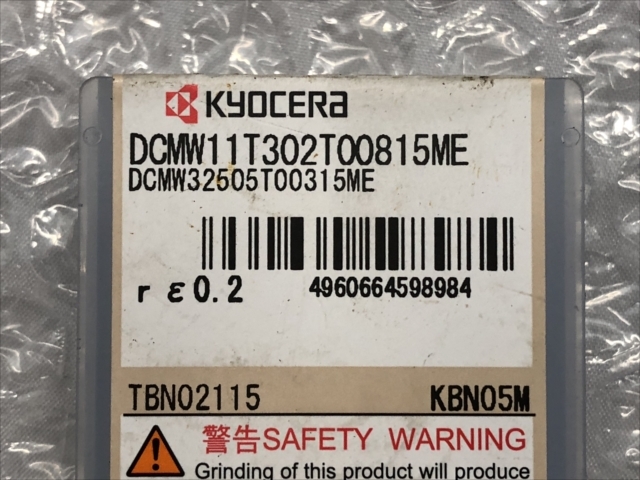 KYOCERA
DCMW11T302T00815ME
DCMW32505T00315ME
rε0.2
4960664598984
TBN02115
KBN05M
警告SAFETY WARNING
Grinding of this product will produce